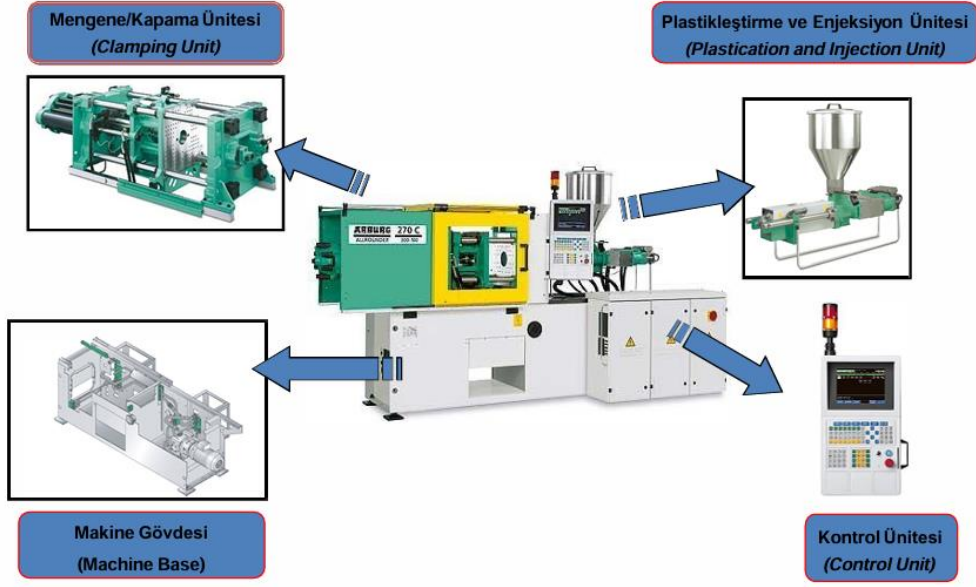 Mengene/Kapama Ünitesi
(Clamping Unit)
Plastikleştirme ve Enjeksiyon Ünitesi
(Plastication and Injection Unit)
ARBURG 270 C
ALLROUNDER
Makine Gövdesi
(Machine Base)
Kontrol Ünitesi
(Control Unit)